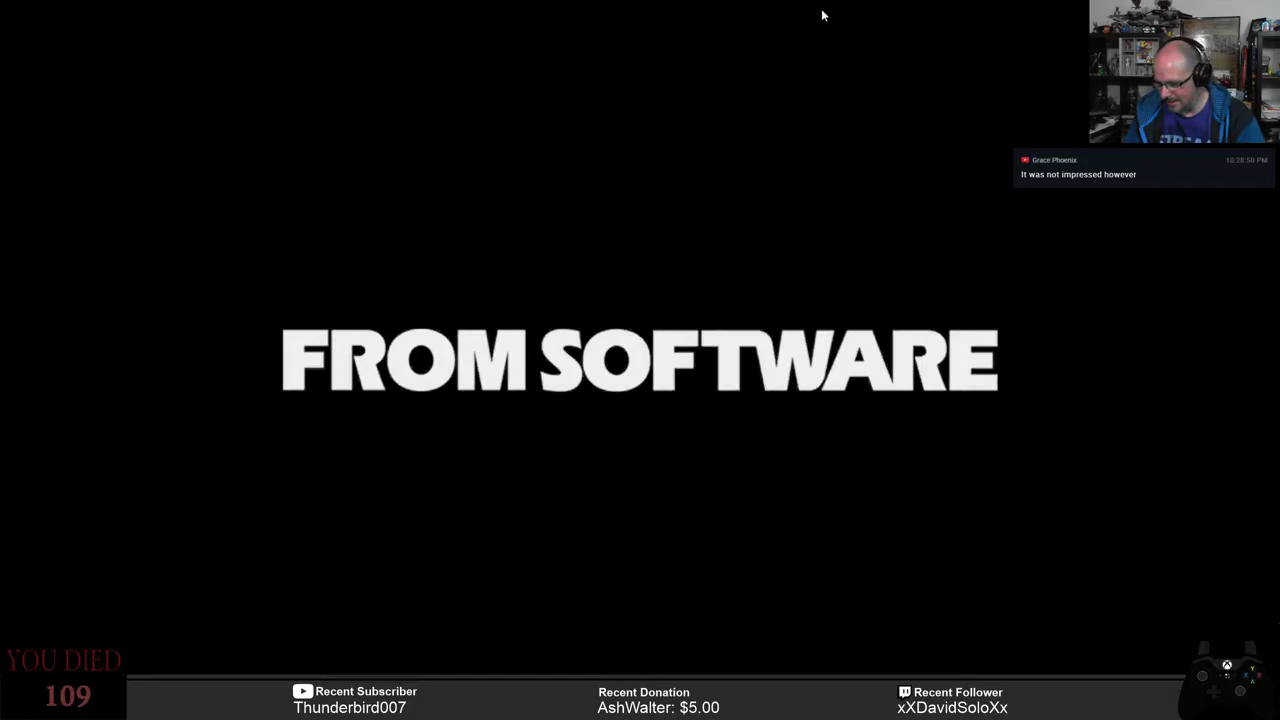 Grace Phoenix 10:28:50 PM
It was not impressed however
FROM SOFTWARE
YOU DIED
109
Recent Subscriber
Thunderbird007
Recent Donation
AshWalter: $5.00
Recent Follower
xXDavidSoloXx